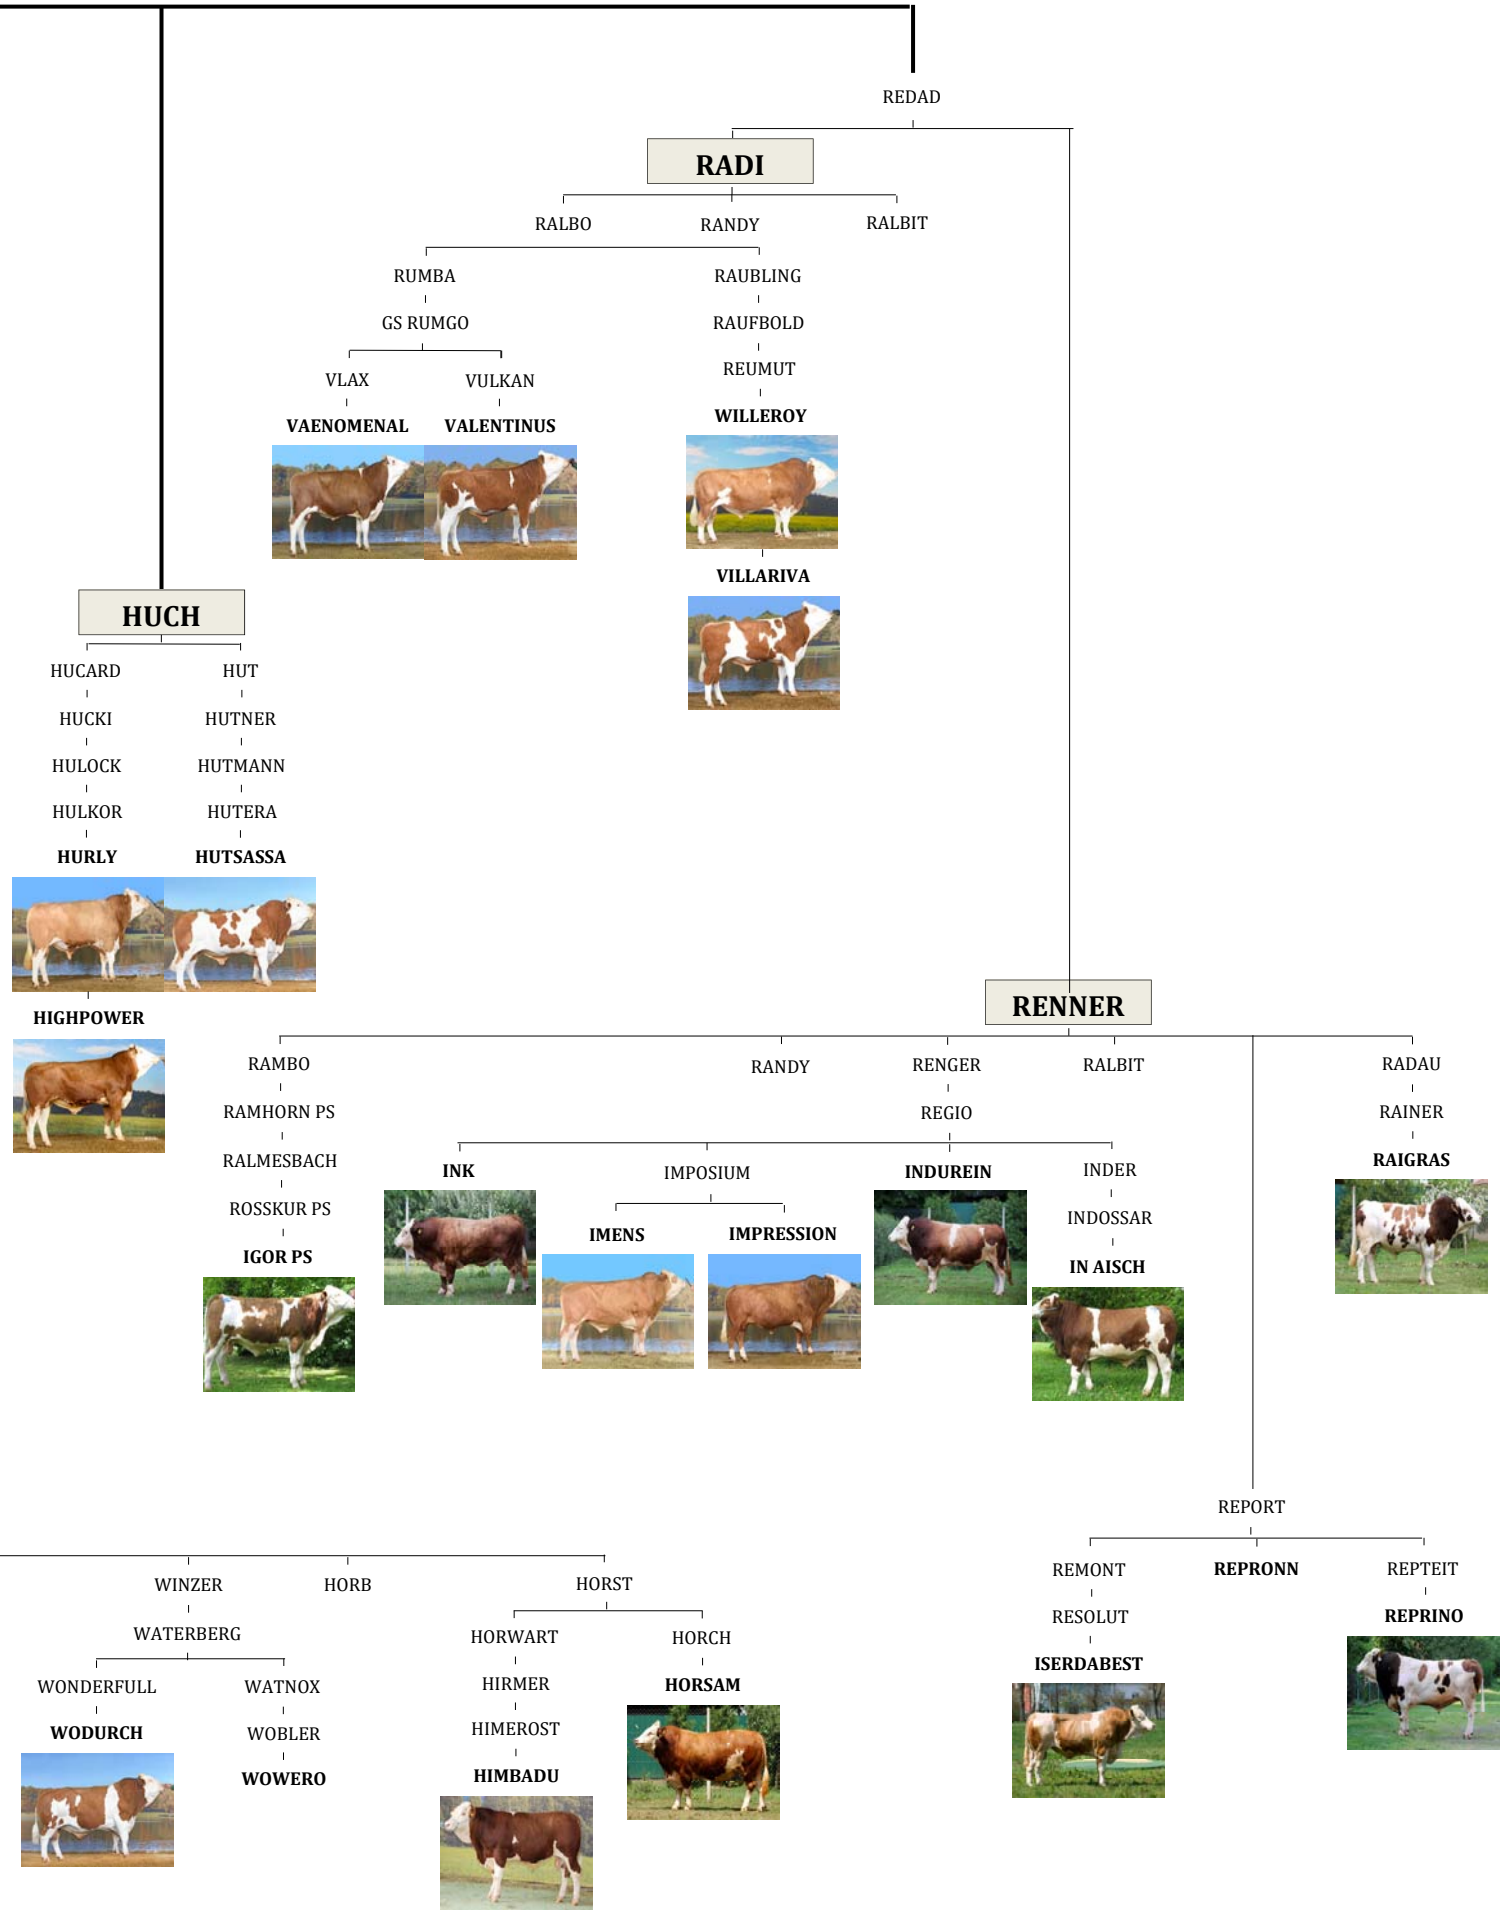 REDAD
RADI
RALBO RANDY RALBIT
RUMBA RAUBLING
GS RUMGO RAUFBOLD
REUMUT
VLAX VULKAN
WILLEROY
VAENOMENAL VALENTINUS
VILLARIVA
HUCH
HUCARD HUT
HUCKI HUTNER
HULOCK HUTMANN
HULKOR HUTERA
HURLY HUTSASSA
RENNER
HIGHPOWER
RAMBO RANDY RENGER RALBIT RADAU
RAMHORN PS REGIO RAINER
RALMESBACH RAIGRAS
INK IMPOSIUM INDUREIN INDER
ROSSKUR PS INDOSSAR
IMENS IMPRESSION
IGOR PS IN AISCH
REPORT
REMONT REPRONN REPTEIT
WINZER HORB HORST
RESOLUT REPRINO
WATERBERG HORWART HORCH
ISERDABEST
WONDERFULL WATNOX HIRMER HORSAM
WODURCH WOBLER HIMEROST
WOWERO HIMBADU